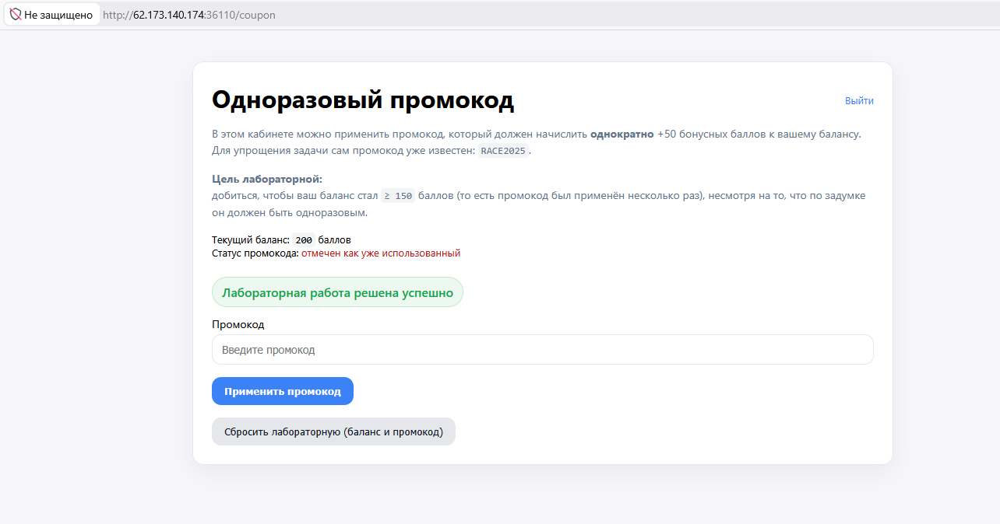 Не защищено http://62.173.140.174:36110/coupon
Одноразовый промокод
Выйти
В этом кабинете можно применить промокод, который должен начислить однократно +50 бонусных баллов к вашему балансу.
Для упрощения задачи сам промокод уже известен: RACE2025.
Цель лабораторной:
добиться, чтобы ваш баланс стал ≥ 150 баллов (то есть промокод был применён несколько раз), несмотря на то, что по задумке
он должен быть одноразовым.
Текущий баланс: 200 баллов
Статус промокода: отмечен как уже использованный
Лабораторная работа решена успешно
Промокод
Введите промокод
Применить промокод
Сбросить лабораторную (баланс и промокод)